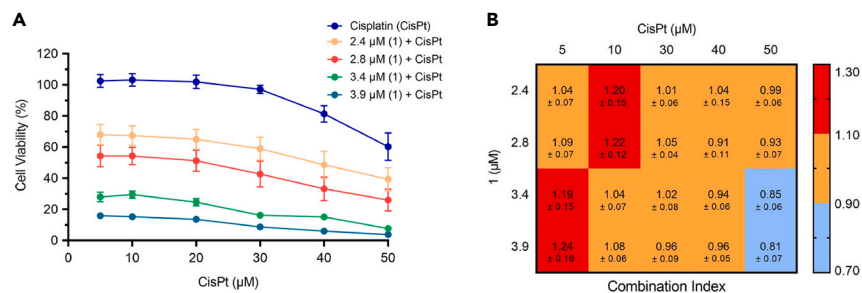 A
Cisplatin (CisPt)
2.4 µM (1) + CisPt
2.8 µM (1) + CisPt
3.4 µM (1) + CisPt
3.9 µM (1) + CisPt
Cell Viability (%)
120
100
80
60
40
20
0
0 10 20 30 40 50
CisPt (µM)
B
CisPt (µM)
5 10 20 30 40 50
1 (µM)
2.4 1.04 1.20 1.01 1.04 0.99
± 0.07 ± 0.15 ± 0.06 ± 0.15 ± 0.06
2.8 1.09 1.22 1.05 0.91 0.93
± 0.07 ± 0.12 ± 0.04 ± 0.11 ± 0.07
3.4 1.19 1.04 1.02 0.94 0.85
± 0.15 ± 0.07 ± 0.08 ± 0.06 ± 0.06
3.9 1.24 1.08 0.96 0.96 0.81
± 0.16 ± 0.06 ± 0.09 ± 0.05 ± 0.07
Combination Index
1.30
1.10
0.90
0.70